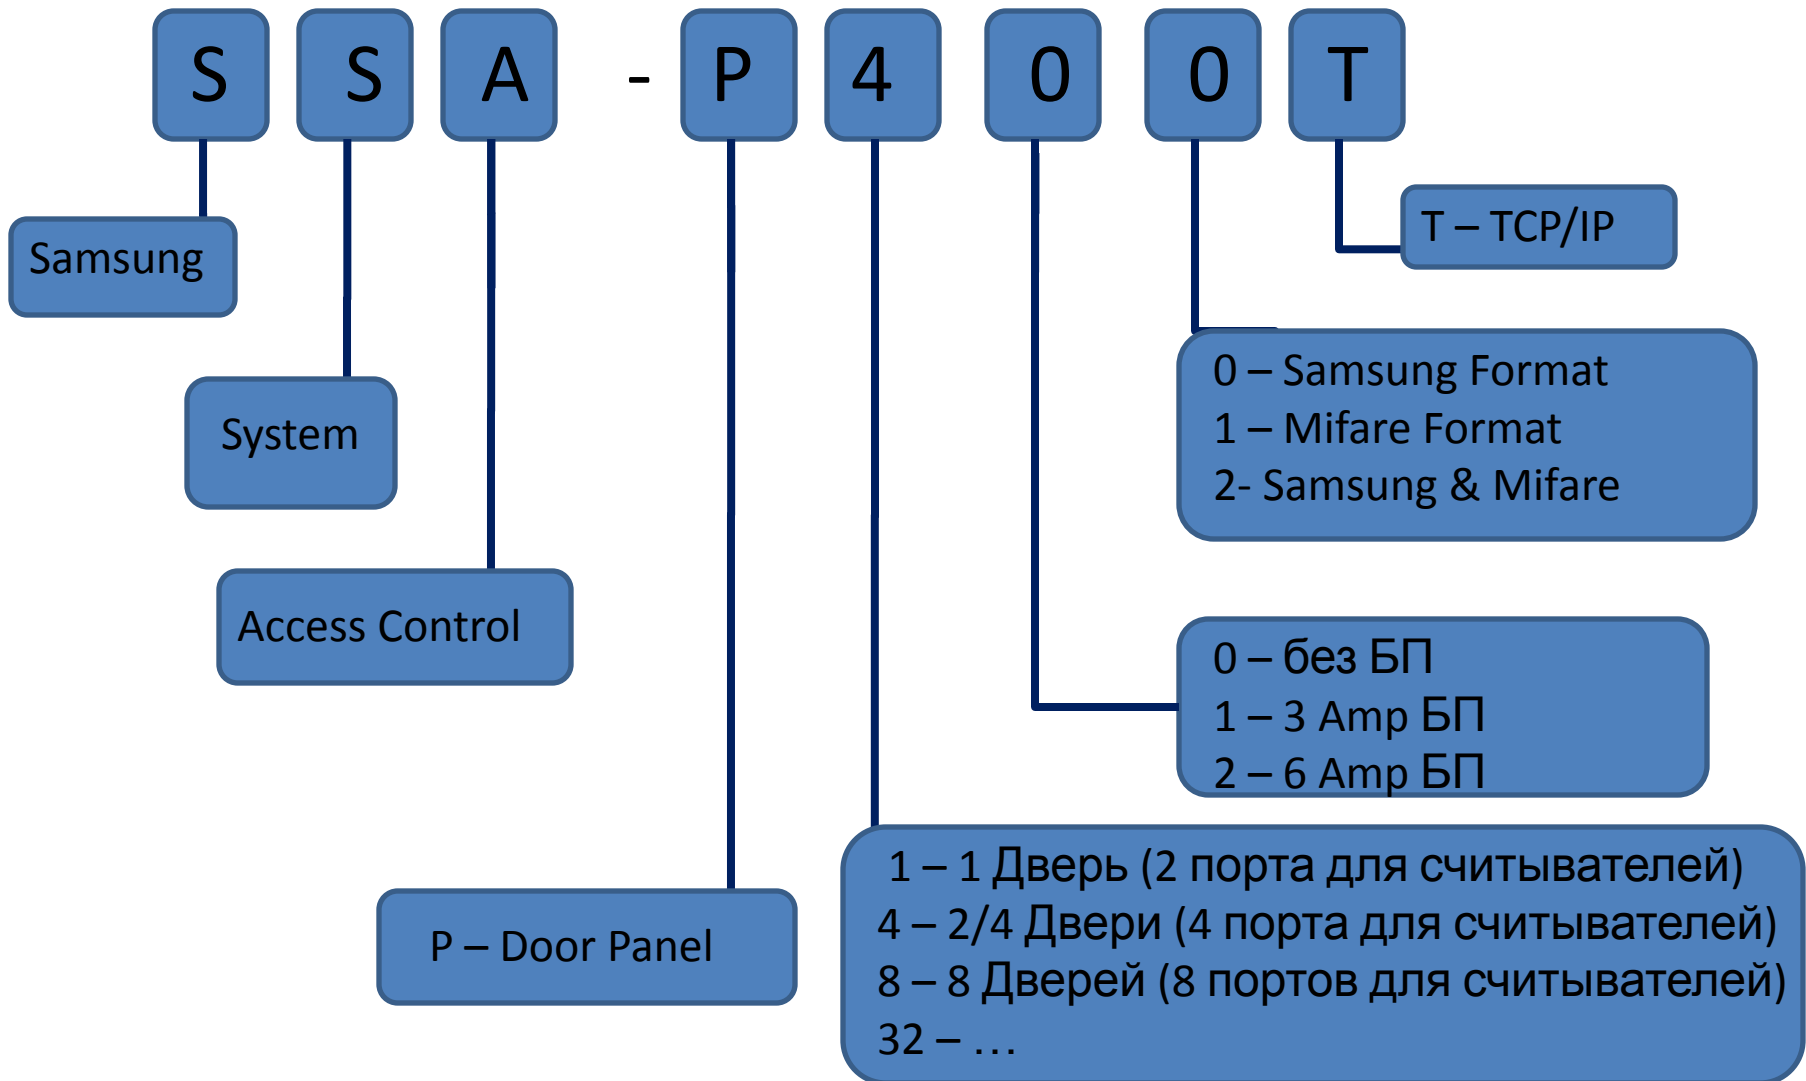 S S A - P 4 0 0 T
Samsung
T – TCP/IP
System
0 – Samsung Format
1 – Mifare Format
2- Samsung & Mifare
Access Control
0 – без БП
1 – 3 Amp БП
2 – 6 Amp БП
P – Door Panel
1 – 1 Дверь (2 порта для считывателей)
4 – 2/4 Двери (4 порта для считывателей)
8 – 8 Дверей (8 портов для считывателей)
32 – …